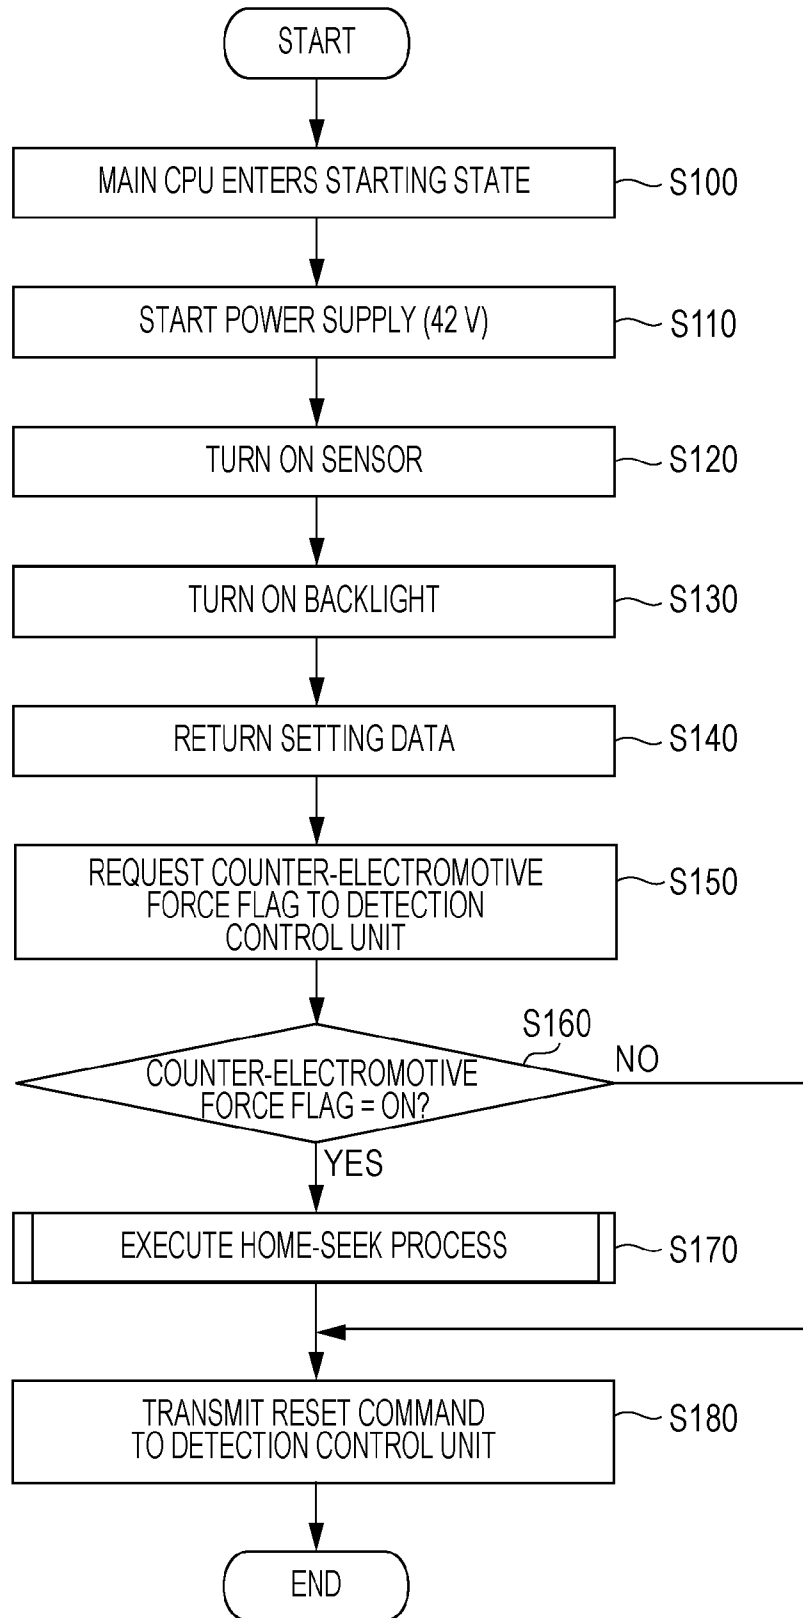 START
MAIN CPU ENTERS STARTING STATE
S100
START POWER SUPPLY (42 V)
S110
TURN ON SENSOR
S120
TURN ON BACKLIGHT
S130
RETURN SETTING DATA
S140
REQUEST COUNTER-ELECTROMOTIVE
FORCE FLAG TO DETECTION
CONTROL UNIT
S150
S160
COUNTER-ELECTROMOTIVE
FORCE FLAG = ON?
NO
YES
EXECUTE HOME-SEEK PROCESS
S170
TRANSMIT RESET COMMAND
TO DETECTION CONTROL UNIT
S180
END